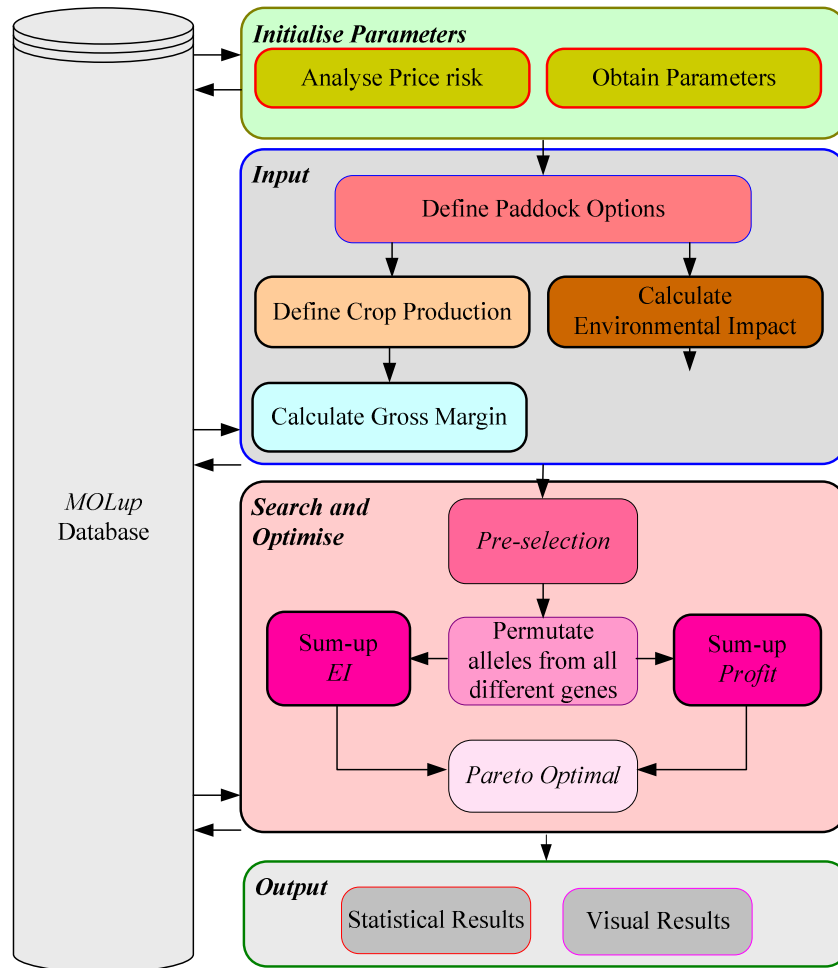 Initialise Parameters
Analyse Price risk
Obtain Parameters
Input
Define Paddock Options
Define Crop Production
Calculate
Environmental Impact
Calculate Gross Margin
MOLup
Database
Search and
Optimise
Pre-selection
Sum-up
EI
Permutate
alleles from all
different genes
Sum-up
Profit
Pareto Optimal
Output
Statistical Results
Visual Results